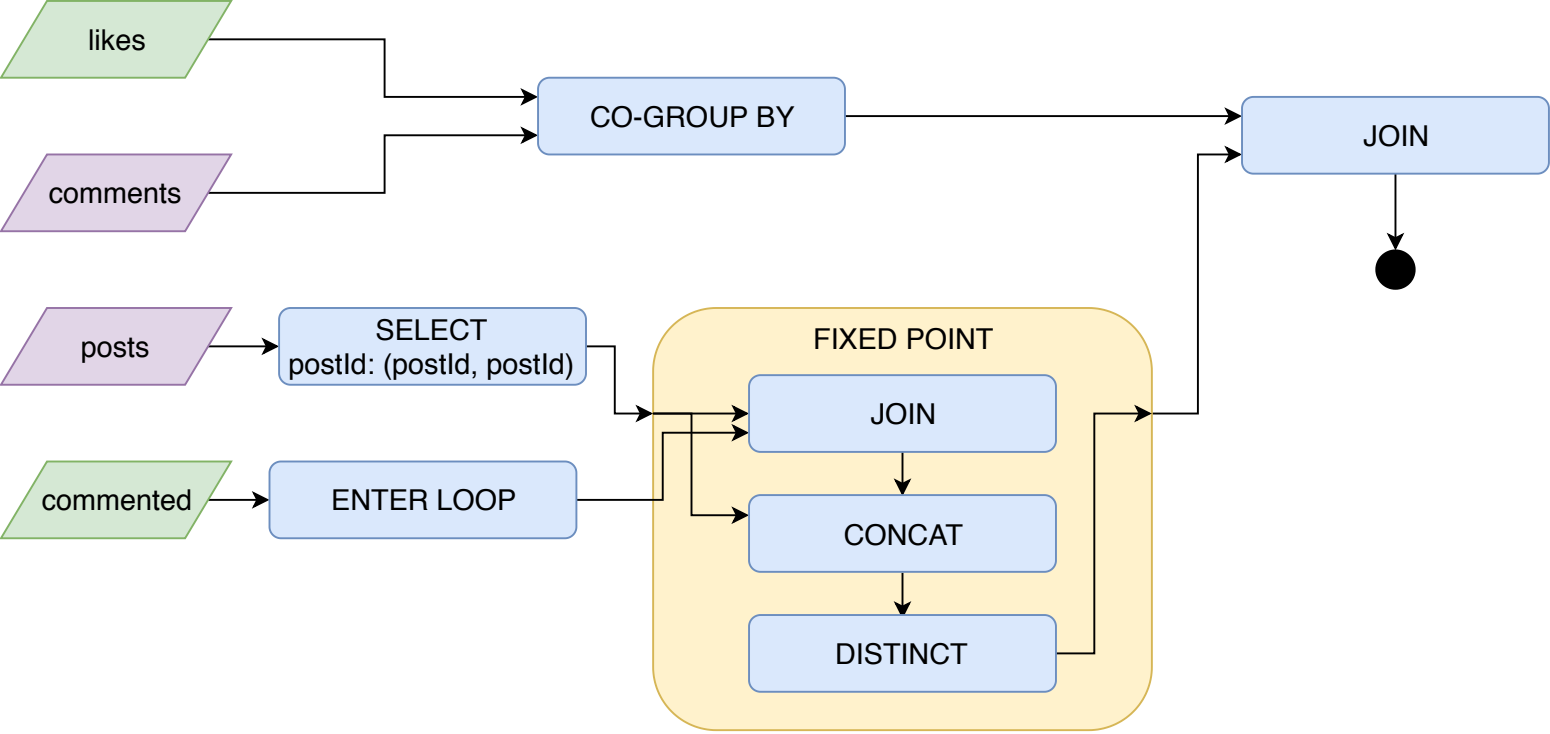 likes
CO-GROUP BY
JOIN
comments
posts
SELECT
postId: (postId, postId)
FIXED POINT
JOIN
commented
ENTER LOOP
CONCAT
DISTINCT